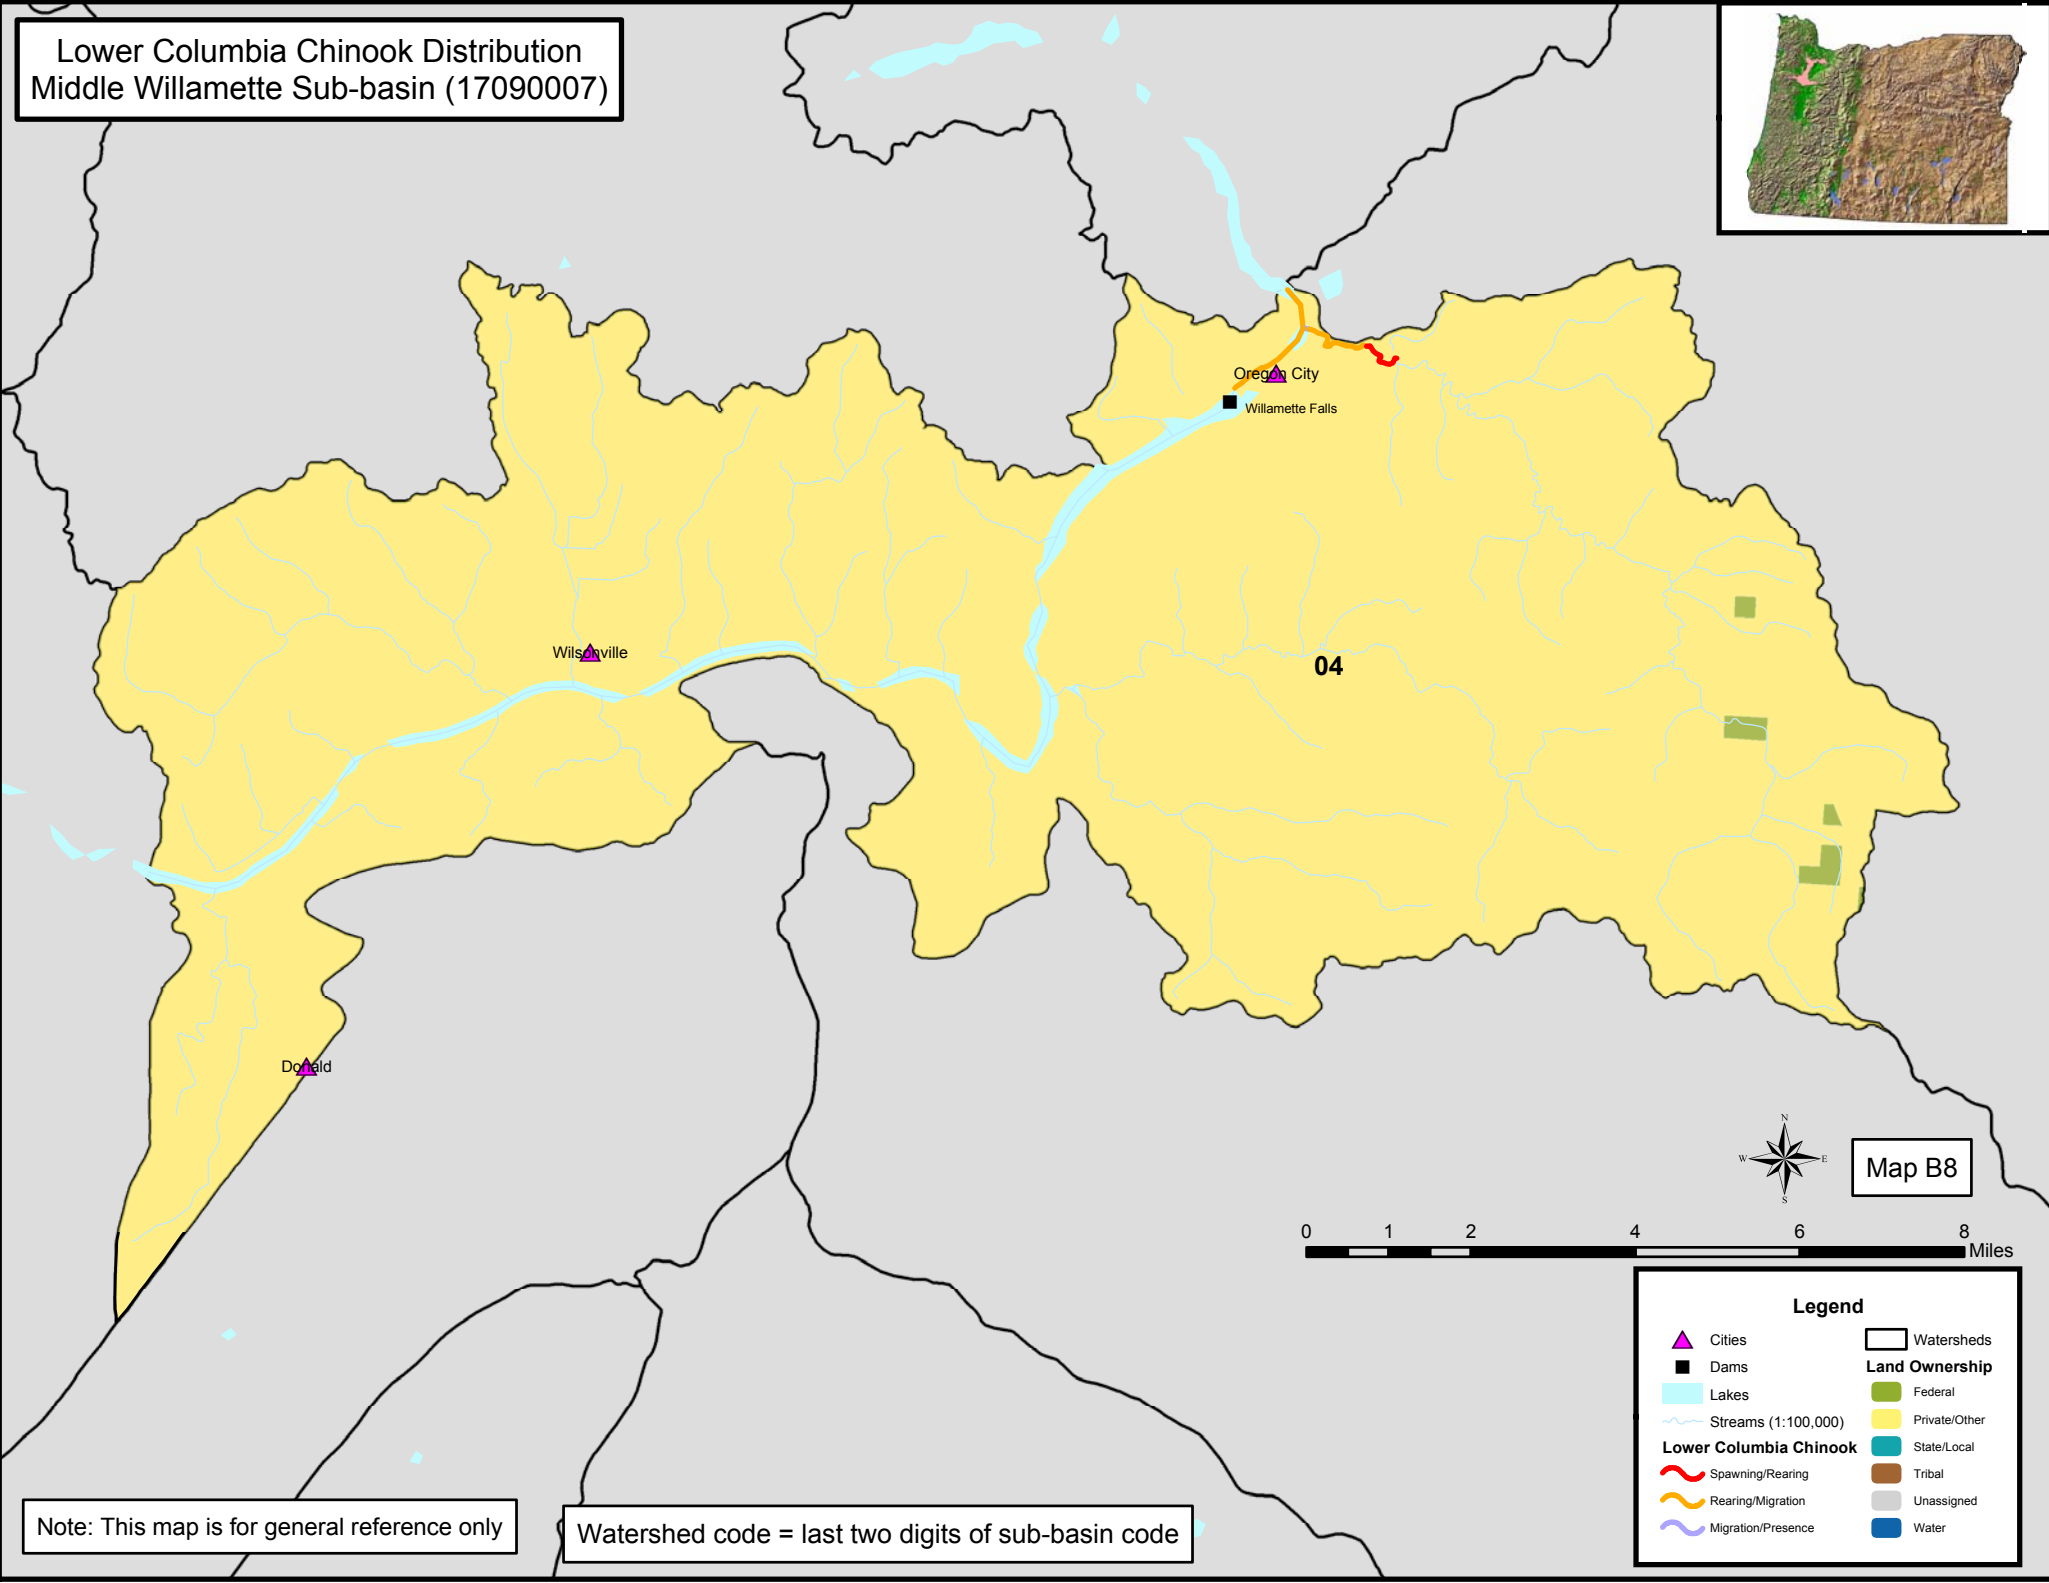 Lower Columbia Chinook Distribution
Middle Willamette Sub-basin (17090007)
Oregon City
Willamette Falls
Wilsonville
04
Donald
N
W E
S
Map B8
0 1 2 4 6 8
Miles
Legend
Cities
Dams
Lakes
Streams (1:100,000)
Lower Columbia Chinook
Spawning/Rearing
Rearing/Migration
Migration/Presence
Watersheds
Land Ownership
Federal
Private/Other
State/Local
Tribal
Unassigned
Water
Note: This map is for general reference only
Watershed code = last two digits of sub-basin code